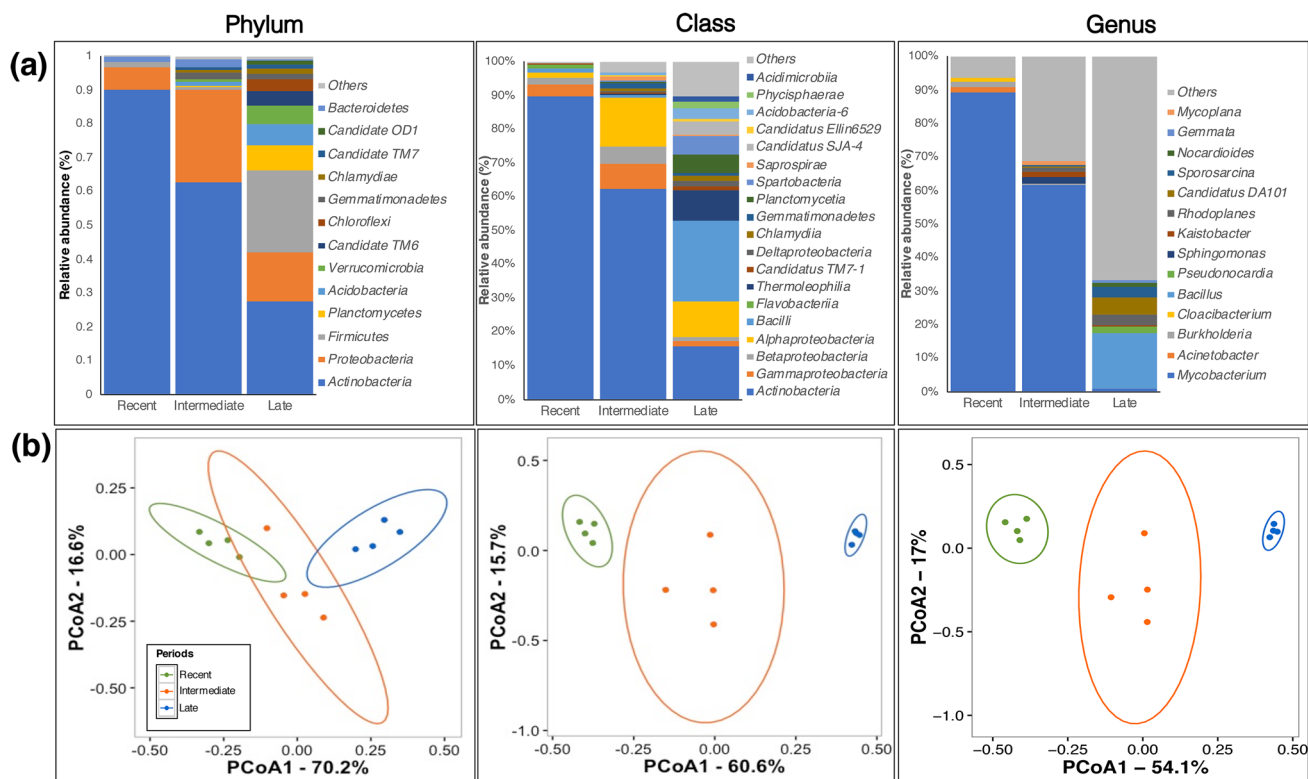 Phylum
Class
Genus
(a)
Relative abundance (%)
1
0.9
0.8
0.7
0.6
0.5
0.4
0.3
0.2
0.1
0
Recent
Intermediate
Late
Others
Bacteroidetes
Candidate OD1
Candidate TM7
Chlamydiae
Gemmatimonadetes
Chloroflexi
Candidate TM6
Verrucomicrobia
Acidobacteria
Planctomycetes
Firmicutes
Proteobacteria
Actinobacteria
Relative abundance (%)
100%
90%
80%
70%
60%
50%
40%
30%
20%
10%
0%
Recent
Intermediate
Late
Others
Acidimicrobiia
Phycisphaerae
Acidobacteria-6
Candidatus Ellin6529
Candidatus SJA-4
Saprospirae
Spartobacteria
Planctomycetia
Gemmatimonadetes
Chlamydiia
Deltaproteobacteria
Candidatus TM7-1
Thermoleophilia
Flavobacteriia
Bacilli
Alphaproteobacteria
Betaproteobacteria
Gammaproteobacteria
Actinobacteria
Relative abundance (%)
100%
90%
80%
70%
60%
50%
40%
30%
20%
10%
0%
Recent
Intermediate
Late
Others
Mycoplana
Gemmata
Nocardioides
Sporosarcina
Candidatus DA101
Rhodoplanes
Kaistobacter
Sphingomonas
Pseudonocardia
Bacillus
Cloacibacterium
Burkholderia
Acinetobacter
Mycobacterium
(b)
PCoA2 - 16.6%
0.25
0.00
-0.25
-0.50
Periods
Recent
Intermediate
Late
-0.50
-0.25
0.00
0.25
0.50
PCoA1 - 70.2%
PCoA2 - 15.7%
0.5
0.0
-0.5
-1.0
-0.50
-0.25
0.00
0.25
0.50
PCoA1 - 60.6%
PCoA2 – 17%
0.5
0.0
−0.5
−1.0
−0.50
−0.25
0.00
0.25
0.50
PCoA1 – 54.1%